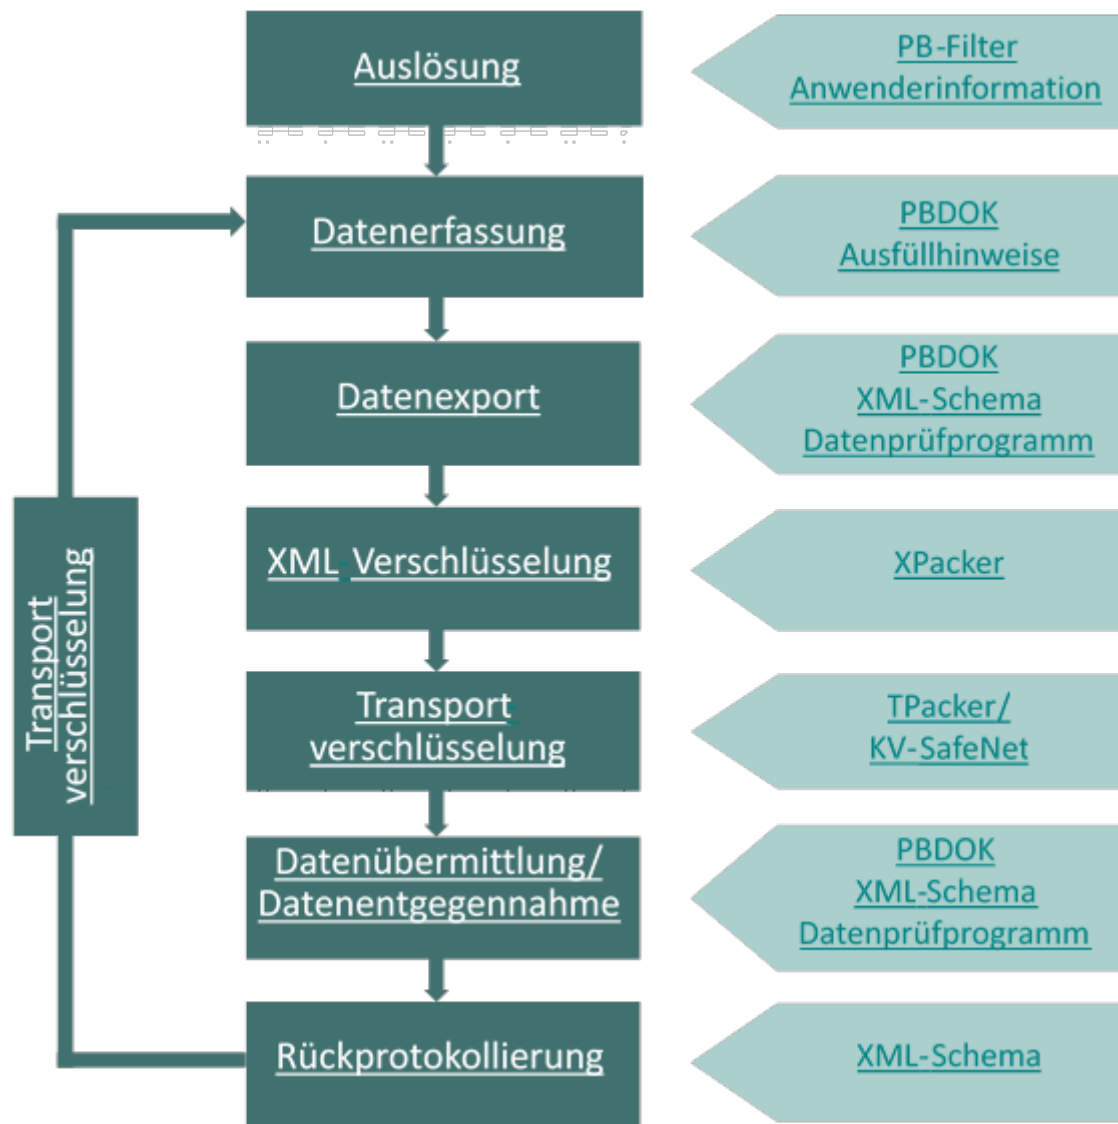 Auslösung
PB-Filter
Anwenderinformation
Datenerfassung
PBDOK
Ausfüllhinweise
Datenexport
PBDOK
XML-Schema
Datenprüfprogramm
XML-Verschlüsselung
XPacker
Transport
verschlüsselung
Transport-
verschlüsselung
TPacker/
KV-SafeNet
Datenübermittlung/
Datenentgegennahme
PBDOK
XML-Schema
Datenprüfprogramm
Rückprotokollierung
XML-Schema